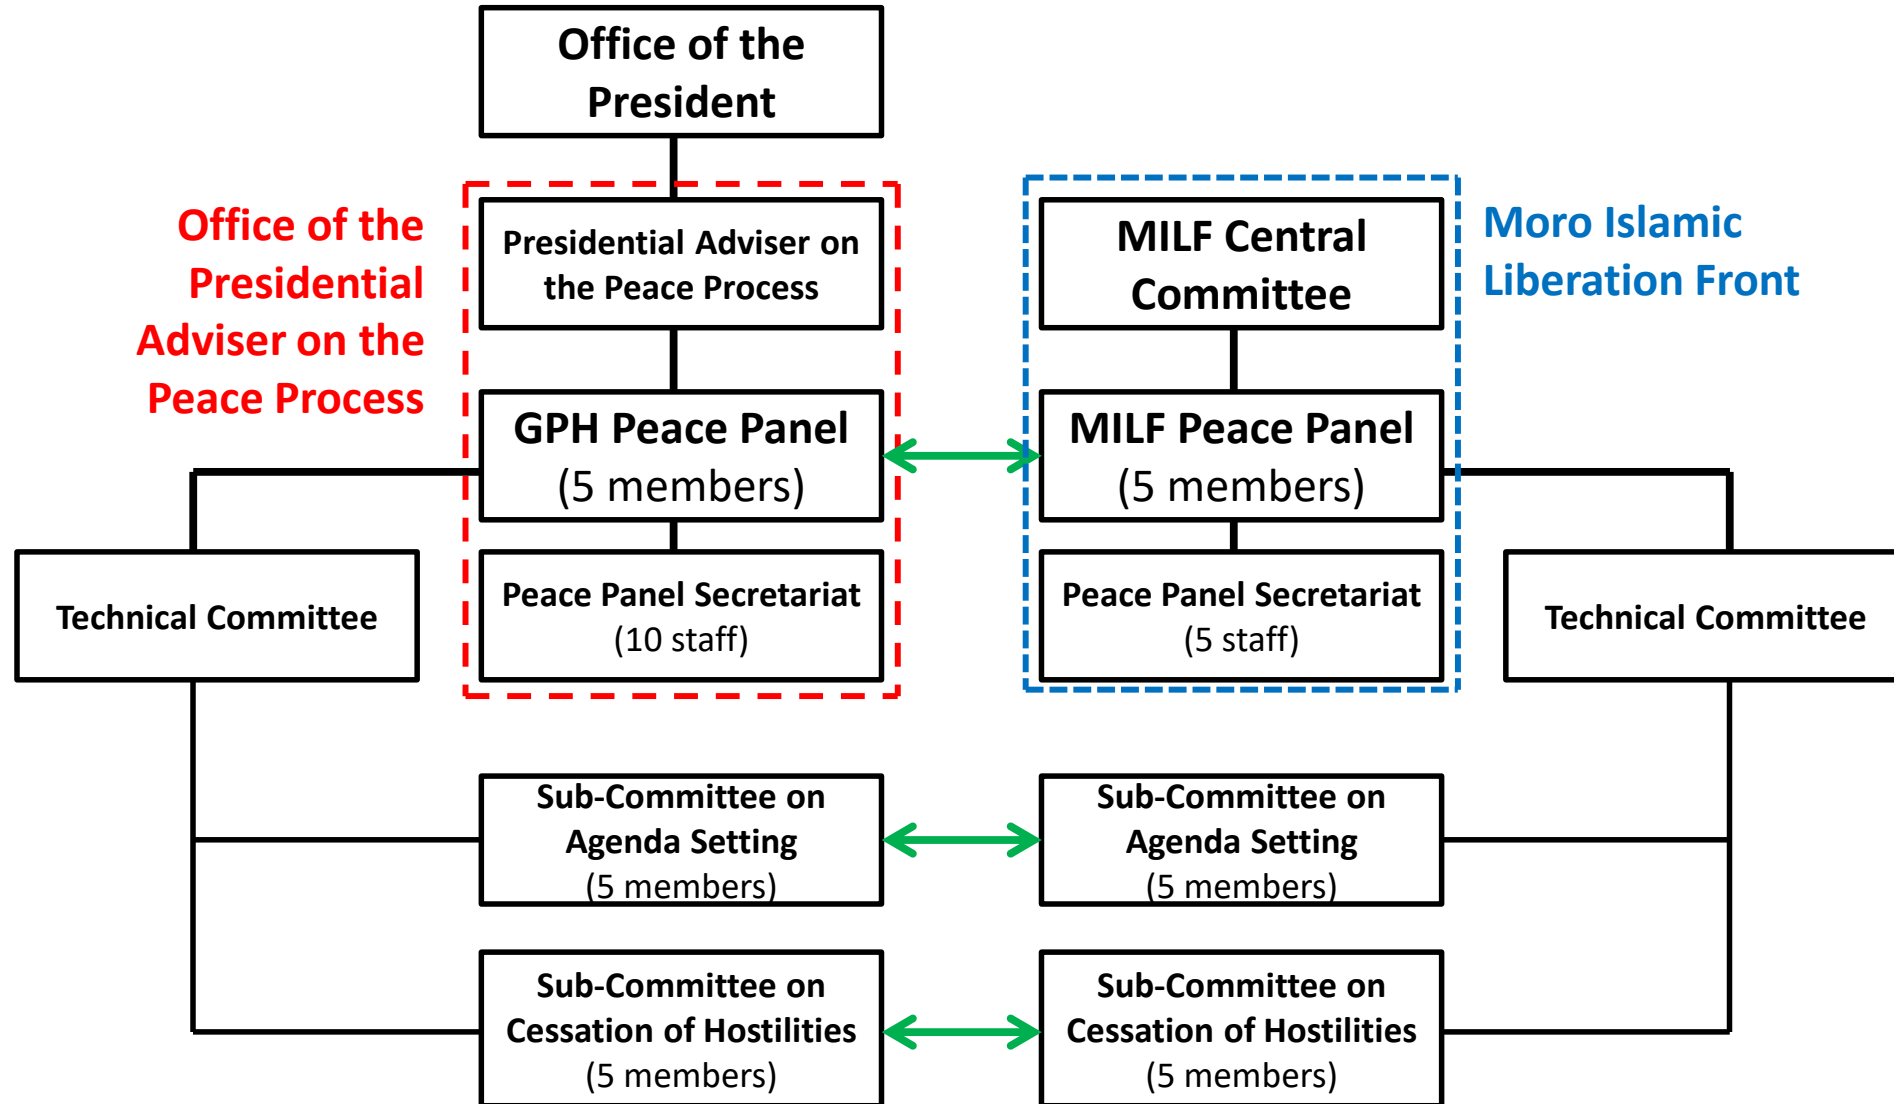 Office of the
President
Office of the
Presidential
Adviser on the
Peace Process
Presidential Adviser on
the Peace Process
MILF Central
Committee
Moro Islamic
Liberation Front
GPH Peace Panel
(5 members)
MILF Peace Panel
(5 members)
Technical Committee
Peace Panel Secretariat
(10 staff)
Peace Panel Secretariat
(5 staff)
Technical Committee
Sub-Committee on
Agenda Setting
(5 members)
Sub-Committee on
Agenda Setting
(5 members)
Sub-Committee on
Cessation of Hostilities
(5 members)
Sub-Committee on
Cessation of Hostilities
(5 members)